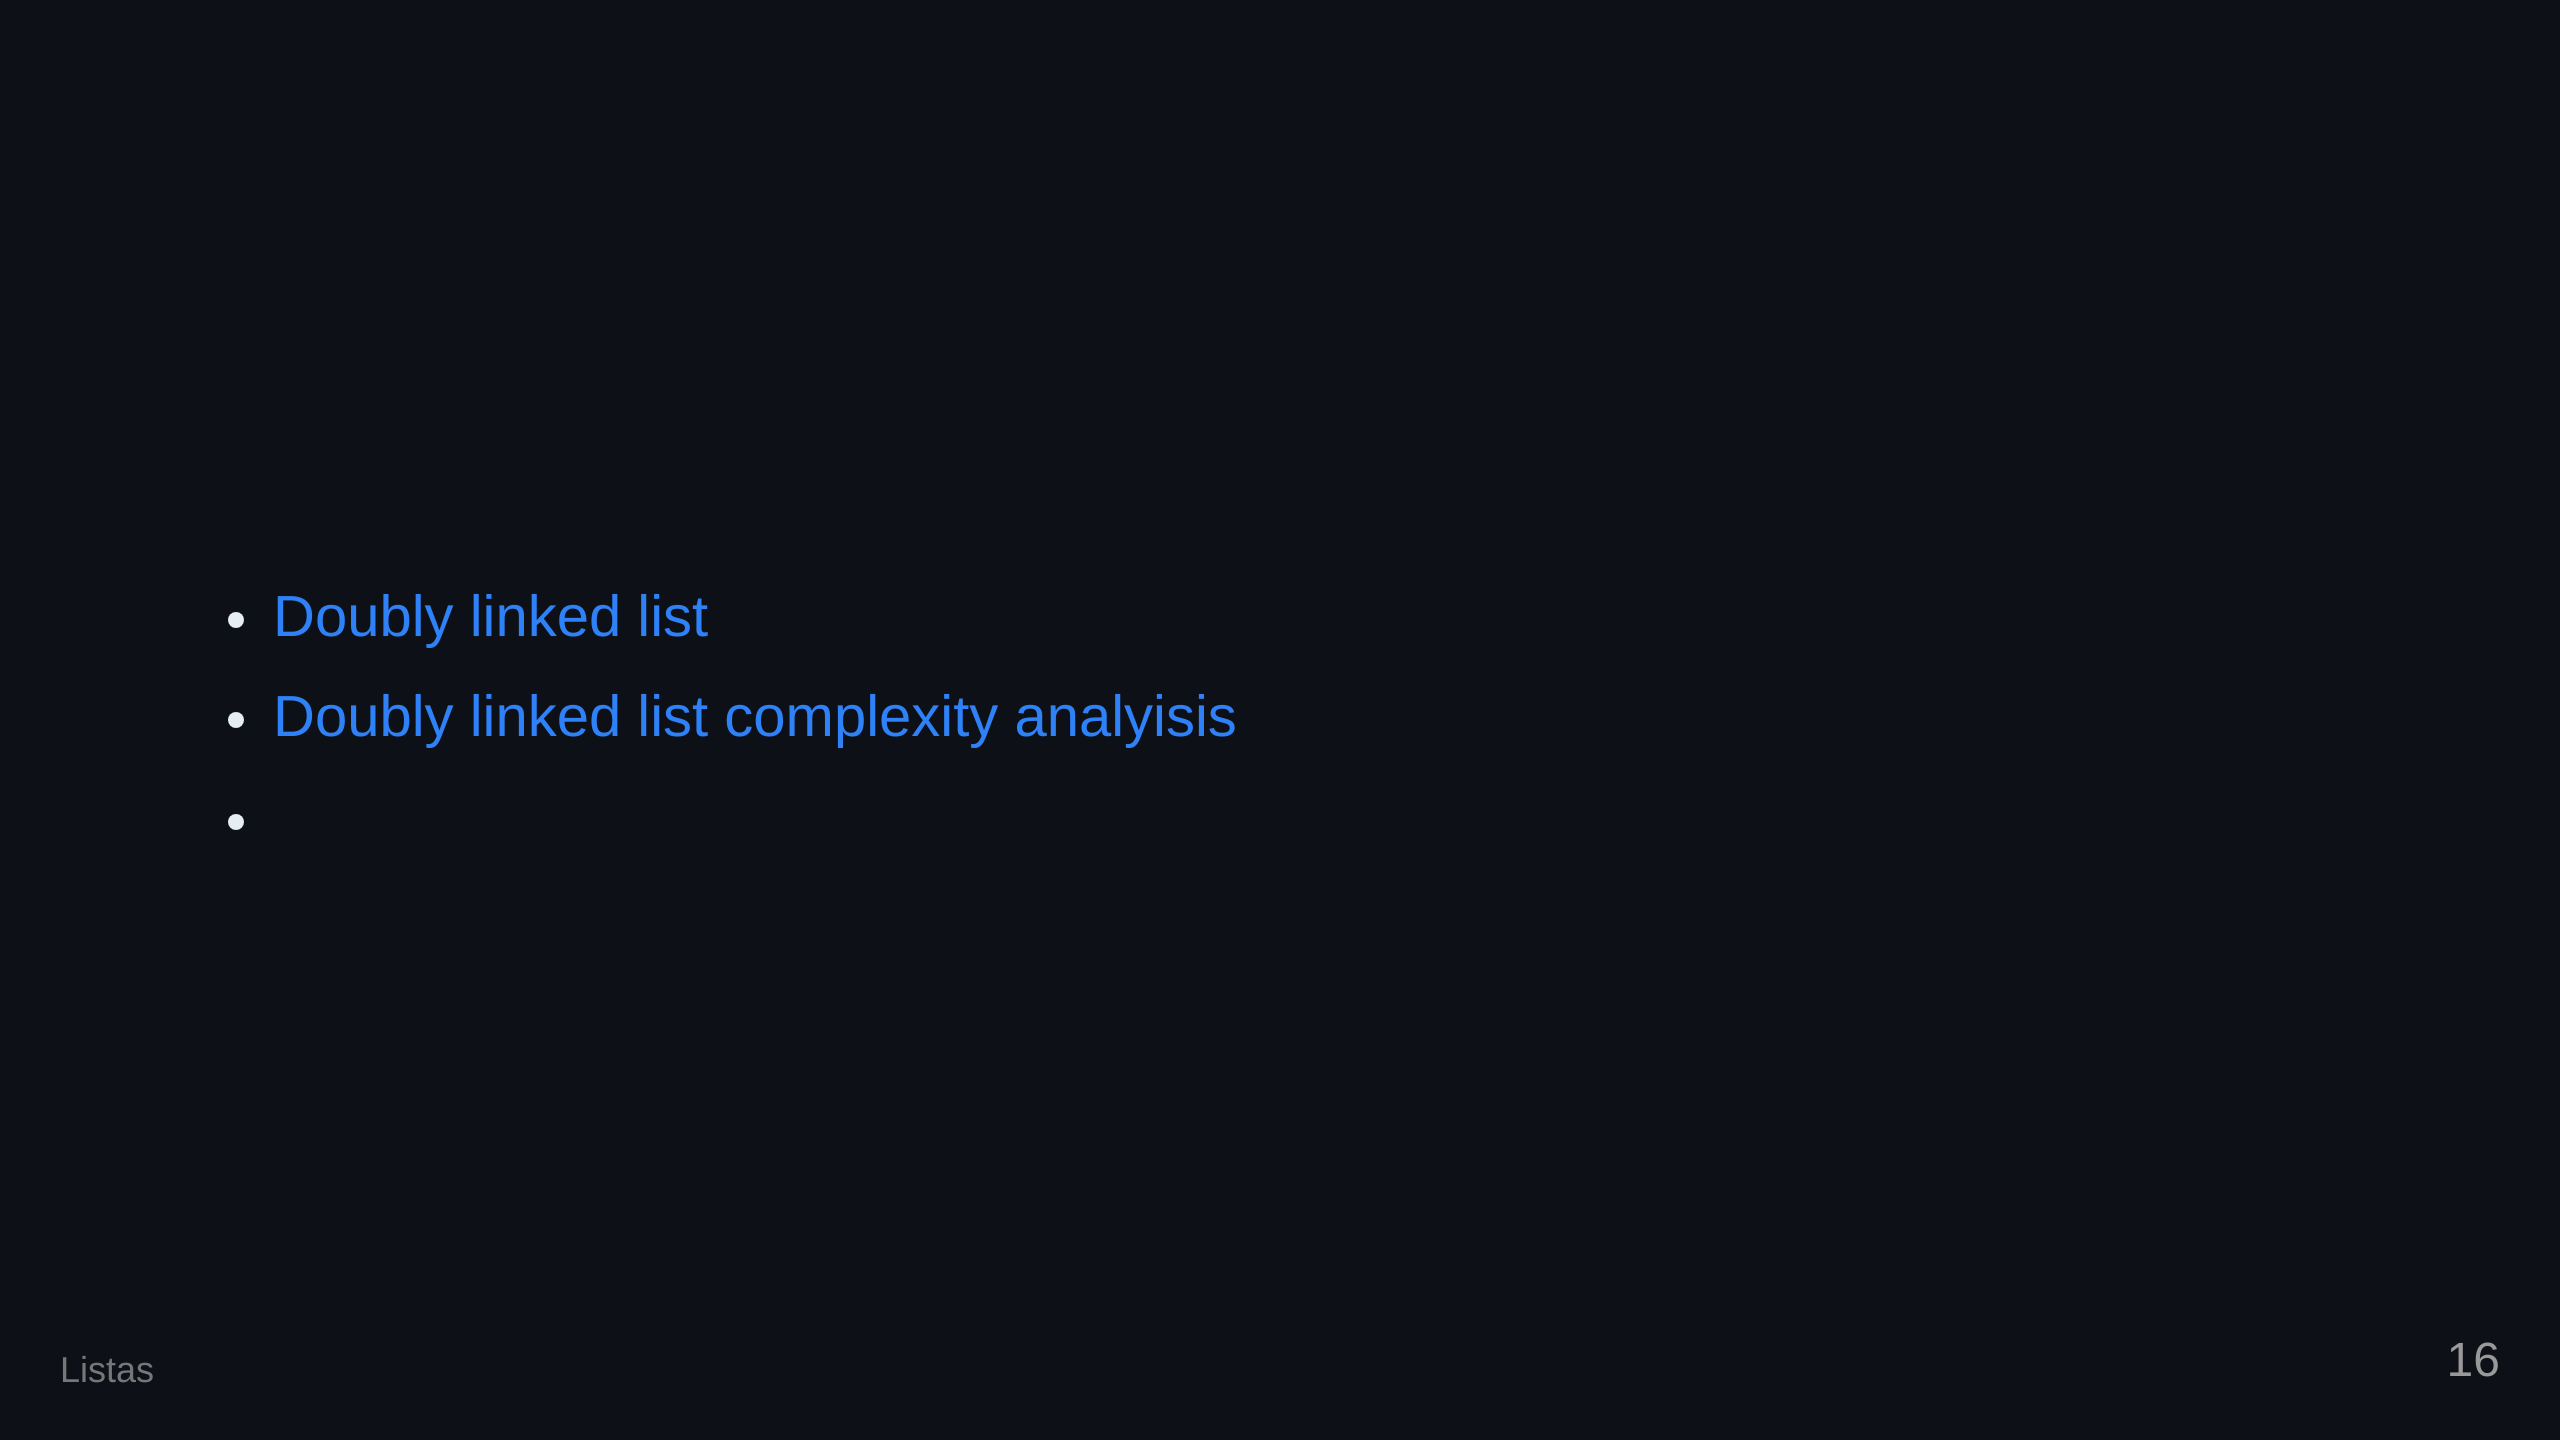 • Doubly linked list
• Doubly linked list complexity analyisis
•
Listas
16